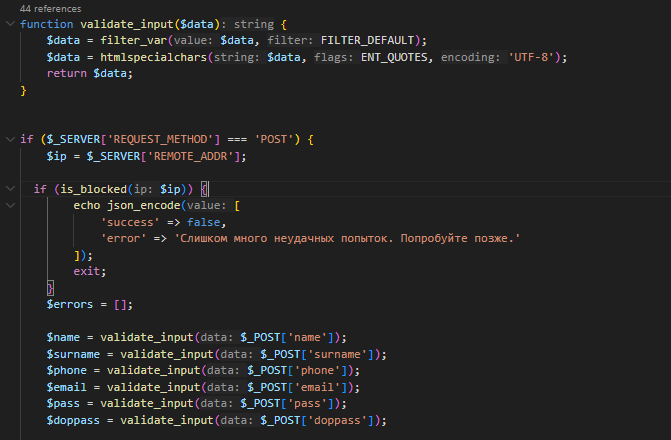 44 references
function validate_input($data): string {
    $data = filter_var(value: $data, filter: FILTER_DEFAULT);
    $data = htmlspecialchars(string: $data, flags: ENT_QUOTES, encoding: 'UTF-8');
    return $data;
}
if ($_SERVER['REQUEST_METHOD'] === 'POST') {
    $ip = $_SERVER['REMOTE_ADDR'];
  if (is_blocked(ip: $ip)) {
        echo json_encode(value: [
            'success' => false,
            'error' => 'Слишком много неудачных попыток. Попробуйте позже.'
        ]);
        exit;
    }
    $errors = [];
    $name = validate_input(data: $_POST['name']);
    $surname = validate_input(data: $_POST['surname']);
    $phone = validate_input(data: $_POST['phone']);
    $email = validate_input(data: $_POST['email']);
    $pass = validate_input(data: $_POST['pass']);
    $doppass = validate_input(data: $_POST['doppass']);